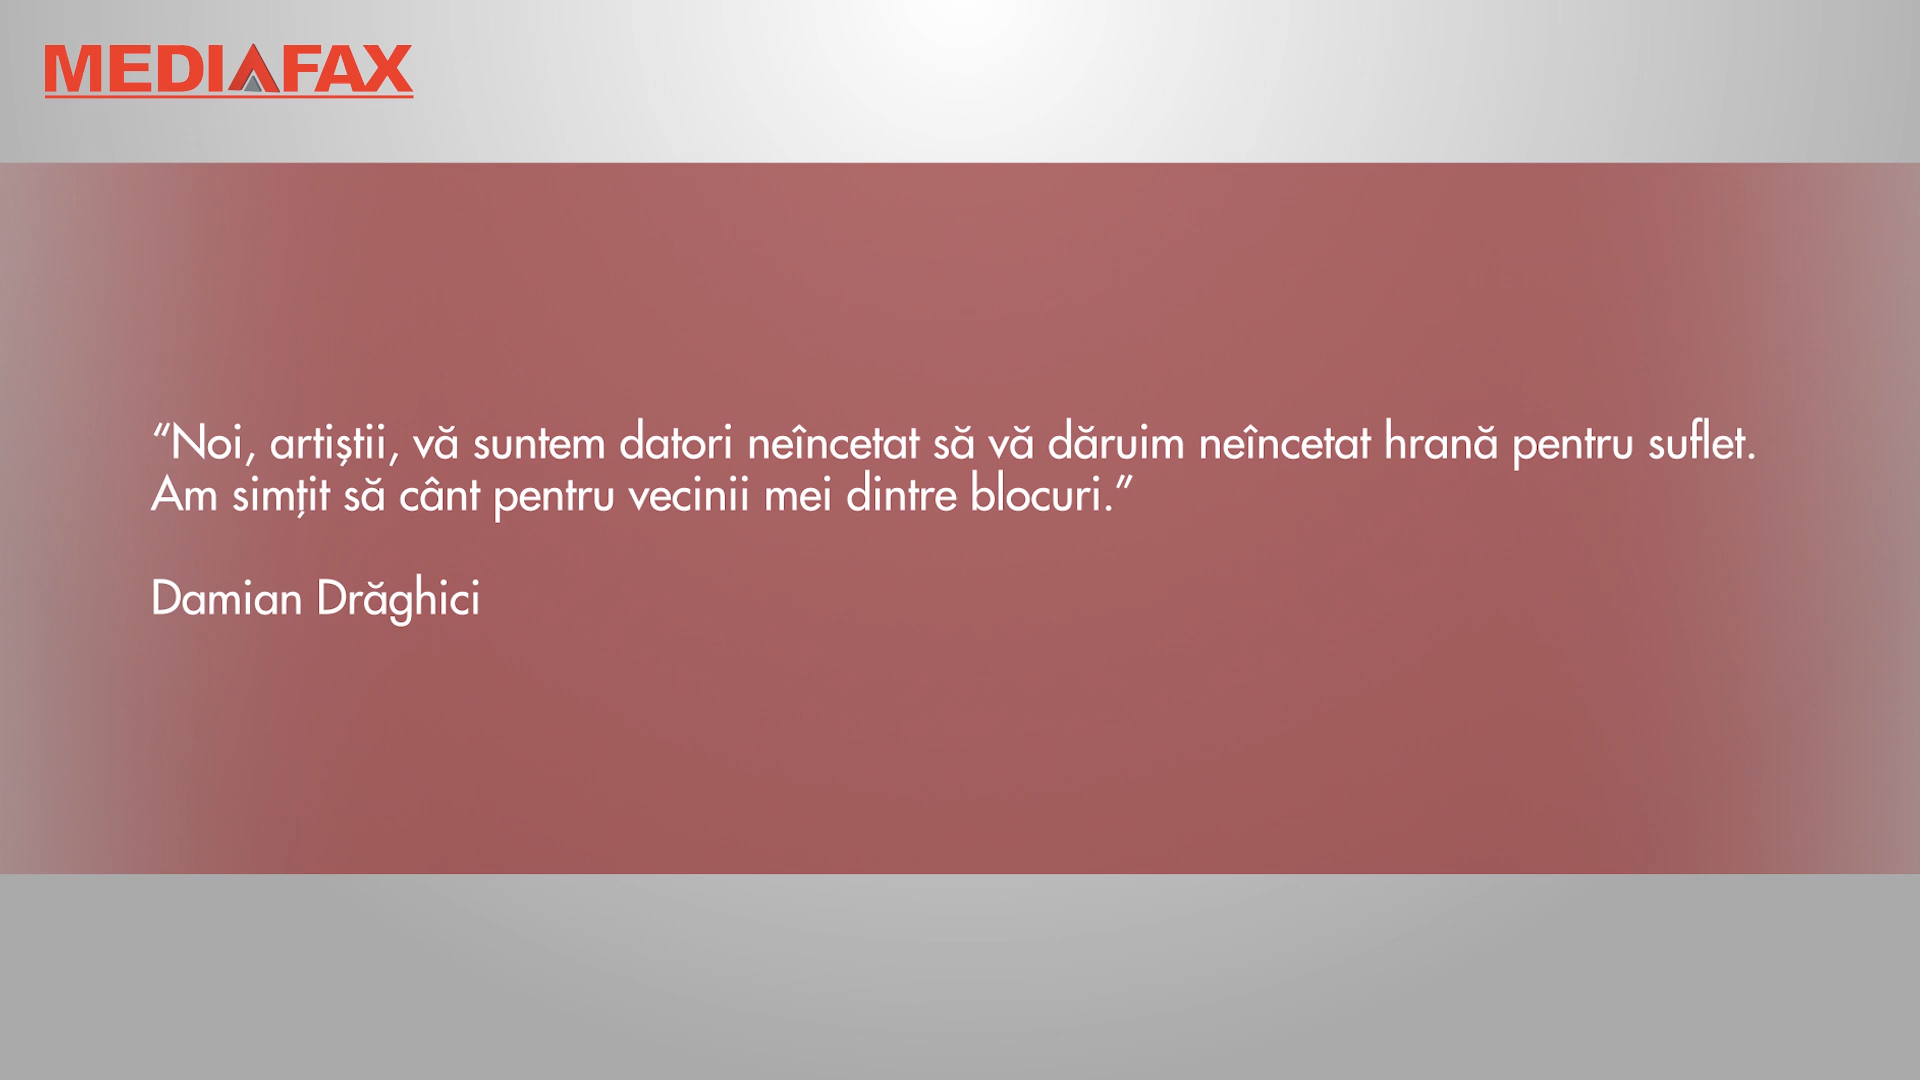 MEDIAFAX
“Noi, artiștii, vă suntem datori neîncetat să vă dăruim neîncetat hrană pentru suflet.
Am simțit să cânt pentru vecinii mei dintre blocuri.”
Damian Drăghici